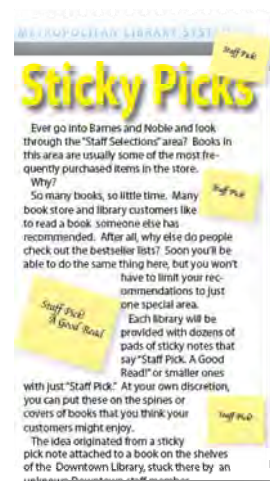 METROPOLITAN LIBRARY SYSTEM
Staff Pick
Sticky Picks
Ever go into Barnes and Noble and look
through the "Staff Selections" area? Books in
this area are usually some of the most fre-
quently purchased items in the store.
Why?
So many books, so little time. Many
book store and library customers like
Staff Pick
to read a book someone else has
recommended. After all, why else do people
check out the bestseller lists? Soon you'll be
able to do the same thing here, but you won't
have to limit your rec-
ommendations to just
one special area.
Staff Pick!
A Good Read
Each library will be
provided with dozens of
pads of sticky notes that
say "Staff Pick. A Good
Read!" or smaller ones
with just "Staff Pick." At your own discretion,
you can put these on the spines or
covers of books that you think your
customers might enjoy.
Staff Pick
The idea originated from a sticky
pick note attached to a book on the shelves
of the Downtown Library, stuck there by an
unknown Downtown staff member